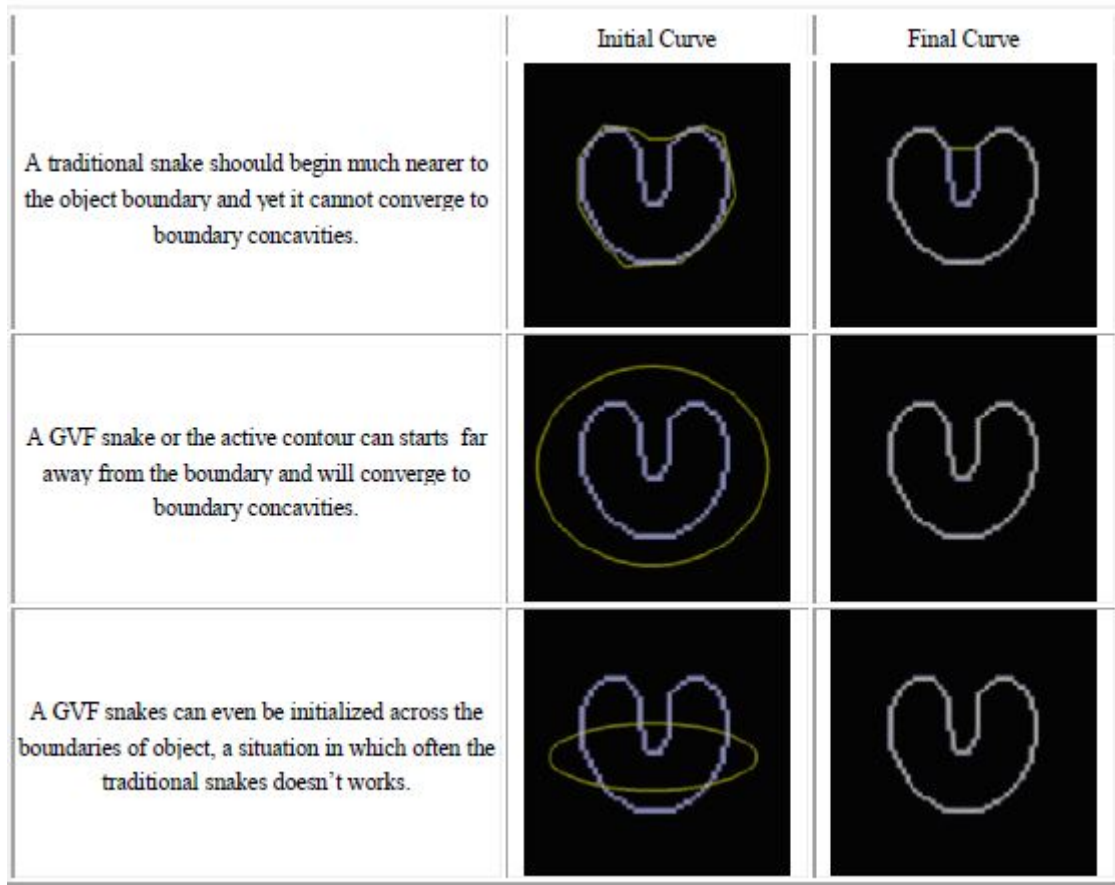 Initial Curve
Final Curve
A traditional snake shoould begin much nearer to
the object boundary and yet it cannot converge to
boundary concavities.
A GVF snake or the active contour can starts far
away from the boundary and will converge to
boundary concavities.
A GVF snakes can even be initialized across the
boundaries of object, a situation in which often the
traditional snakes doesn’t works.